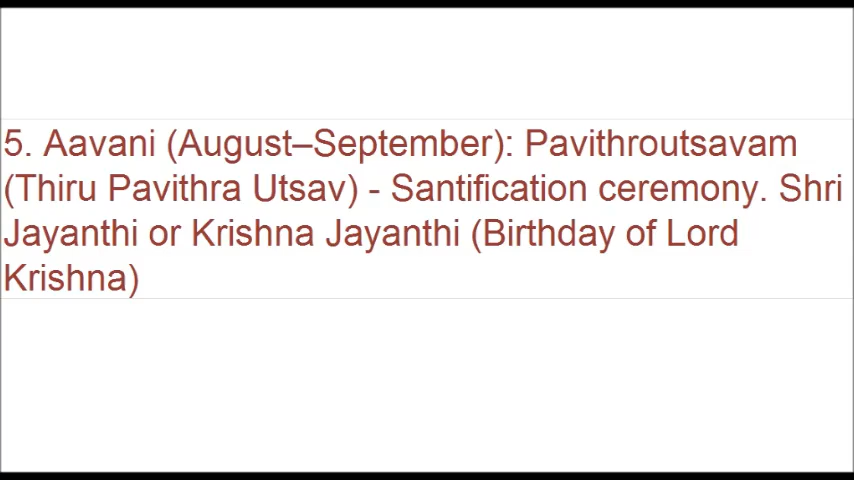 5. Aavani (August–September): Pavithroutsavam
(Thiru Pavithra Utsav) - Santification ceremony. Shri
Jayanthi or Krishna Jayanthi (Birthday of Lord
Krishna)